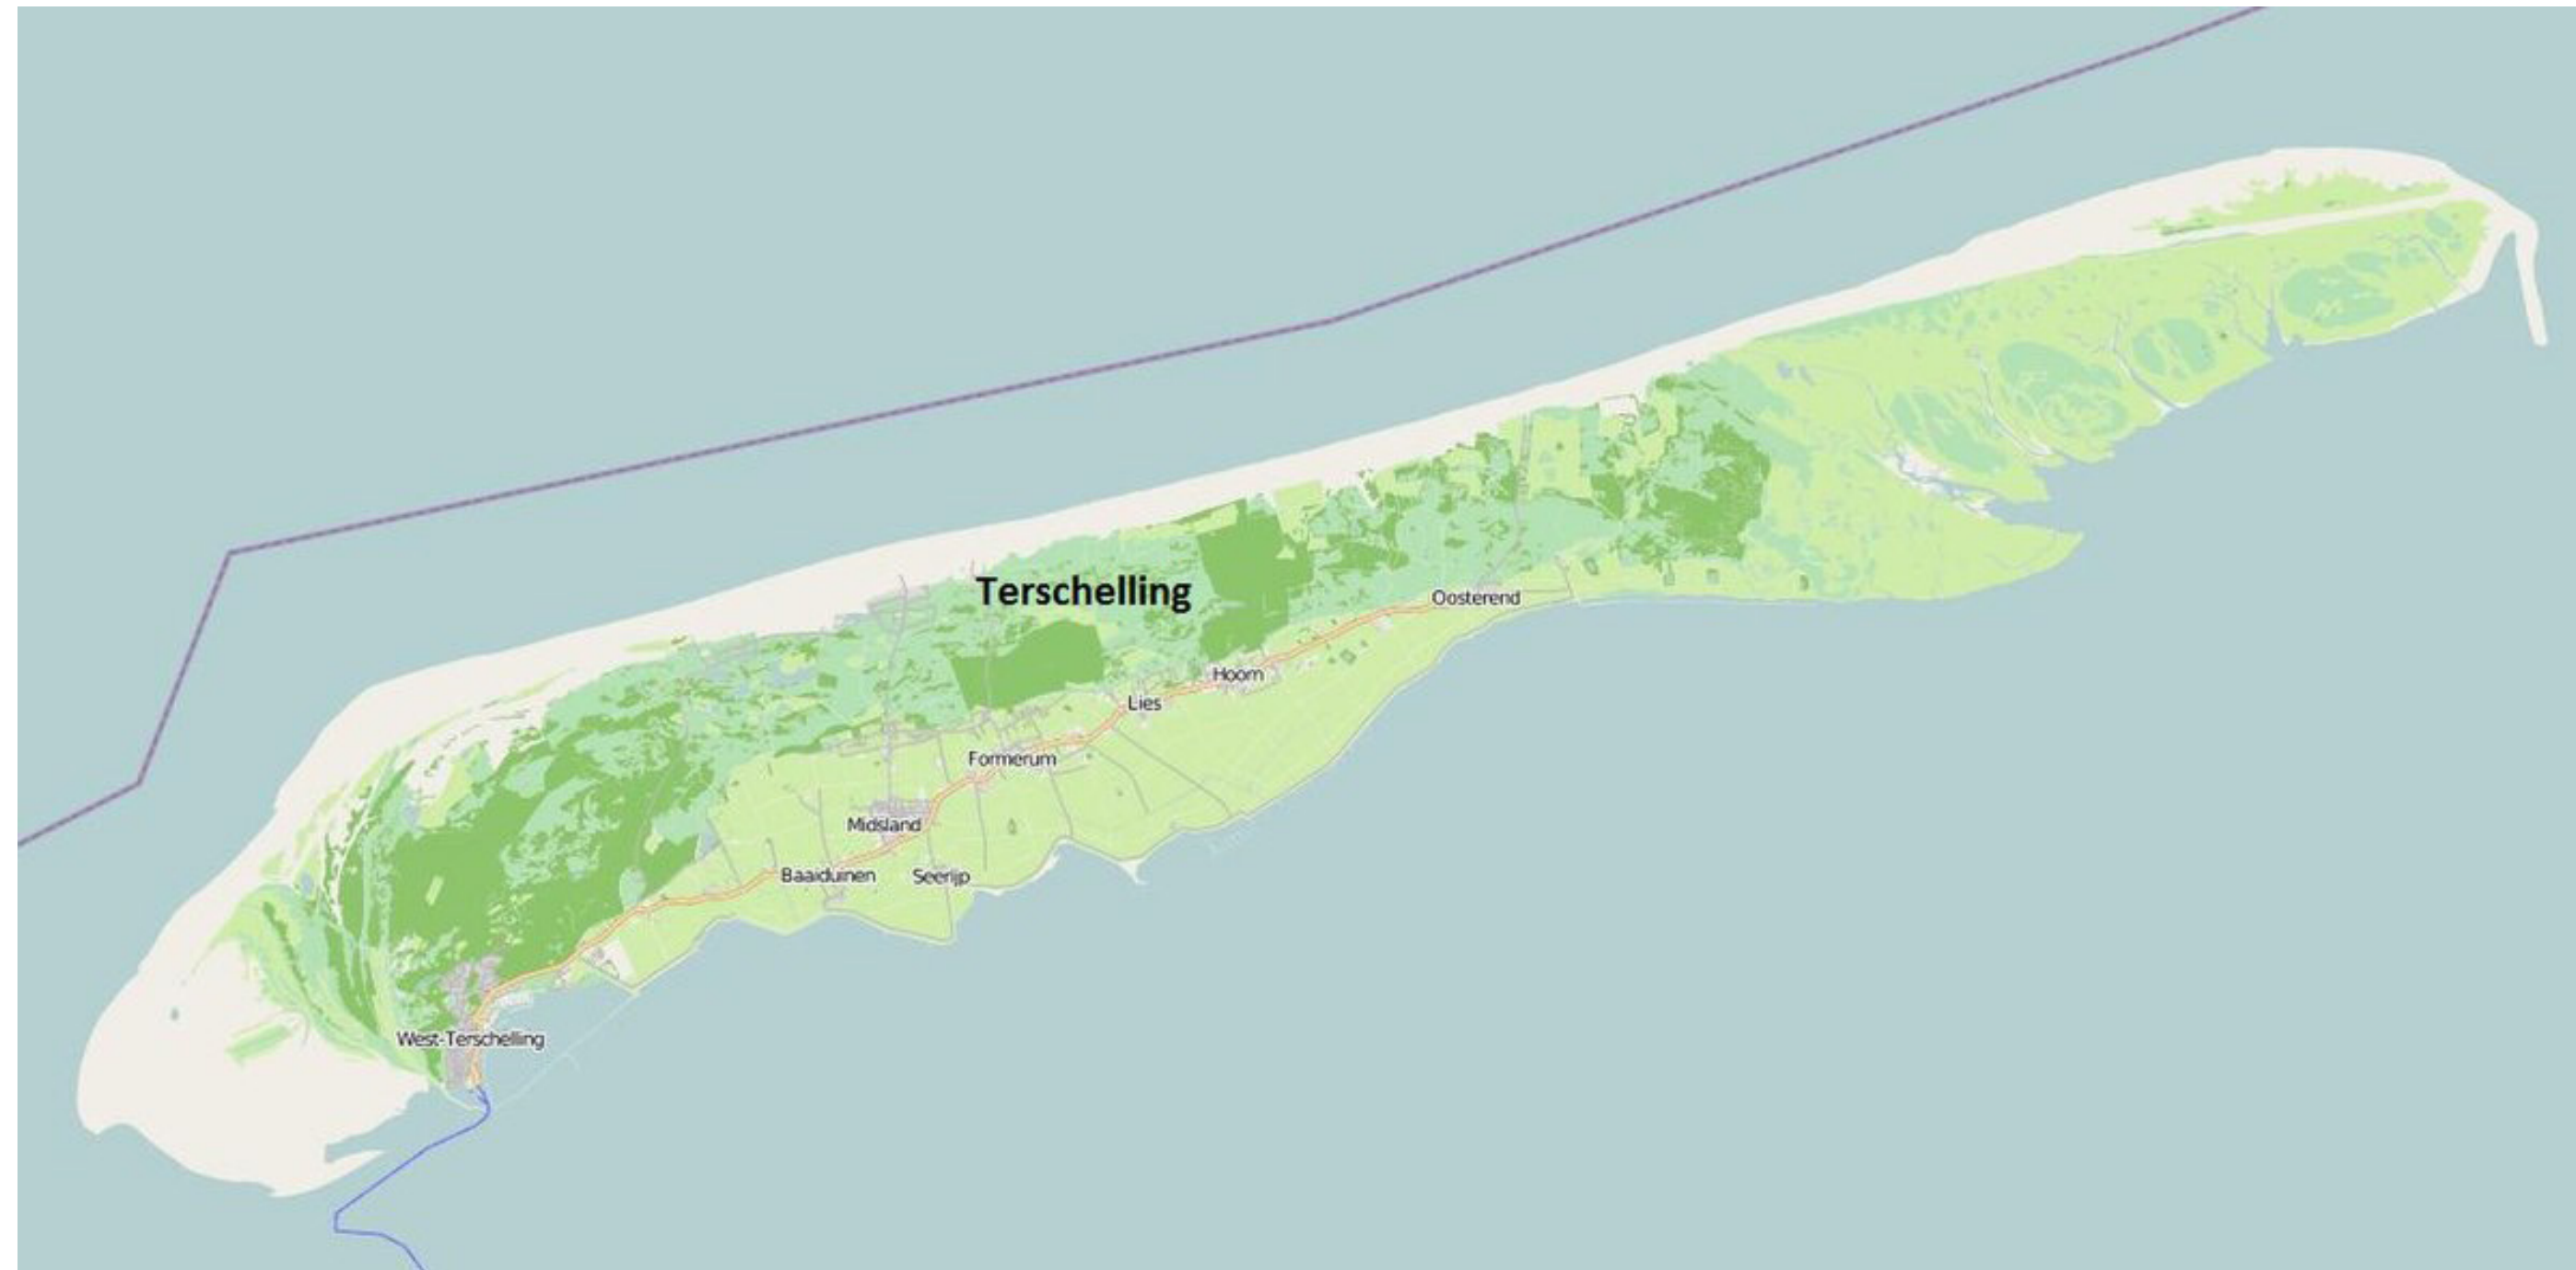 Terschelling
Oosterend
Hoorn
Lies
Formerum
Midsland
Baaiduinen
Seerijp
West-Terschelling